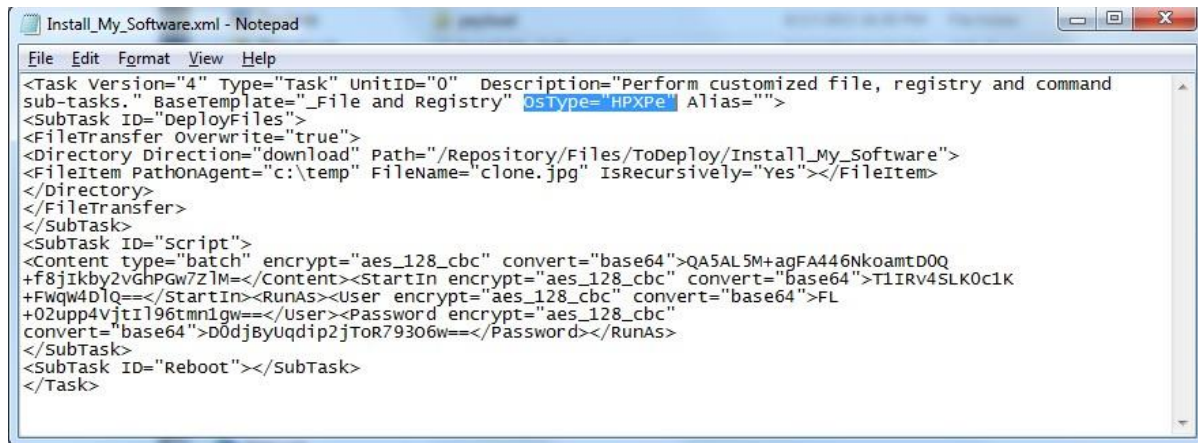 Install_My_Software.xml - Notepad
File Edit Format View Help
<Task Version="4" Type="Task" UnitID="0"  Description="Perform customized file, registry and command
sub-tasks." BaseTemplate="_File and Registry" OsType="HPXPe" Alias="">
<SubTask ID="DeployFiles">
<FileTransfer Overwrite="true">
<Directory Direction="download" Path="/Repository/Files/ToDeploy/Install_My_Software">
<FileItem PathOnAgent="c:\temp" FileName="clone.jpg" IsRecursively="Yes"></FileItem>
</Directory>
</FileTransfer>
</SubTask>
<SubTask ID="Script">
<Content type="batch" encrypt="aes_128_cbc" convert="base64">QA5AL5M+agFA446NkoamtD0Q
+f8jIkby2vGhPGw7ZlM=</Content><StartIn encrypt="aes_128_cbc" convert="base64">T1IRv4SLK0c1K
+FwqW4DlQ==</StartIn><RunAs><User encrypt="aes_128_cbc" convert="base64">FL
+02upp4VjtIl96tmn1gw==</User><Password encrypt="aes_128_cbc"
convert="base64">DOdjByUqdip2jToR793O6w==</Password></RunAs>
</SubTask>
<SubTask ID="Reboot"></SubTask>
</Task>